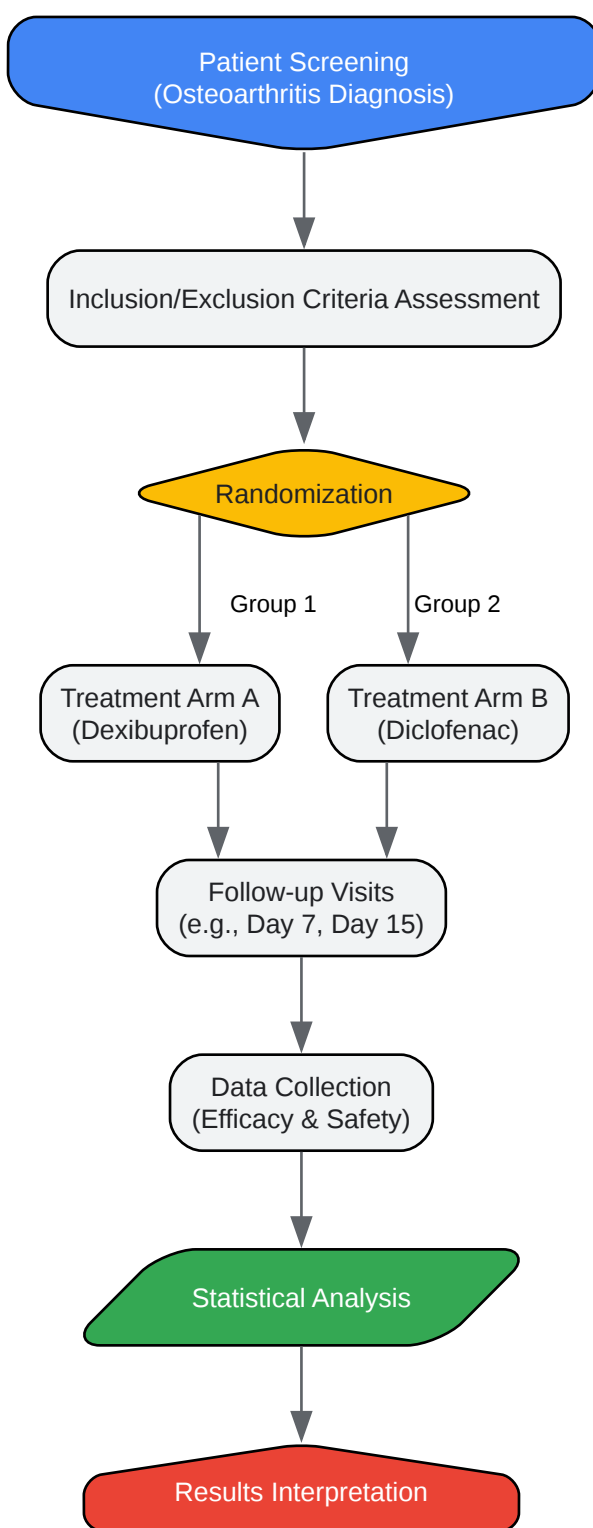 Patient Screening
(Osteoarthritis Diagnosis)
Inclusion/Exclusion Criteria Assessment
Randomization
Group 1
Group 2
Treatment Arm A
(Dexibuprofen)
Treatment Arm B
(Diclofenac)
Follow-up Visits
(e.g., Day 7, Day 15)
Data Collection
(Efficacy & Safety)
Statistical Analysis
Results Interpretation